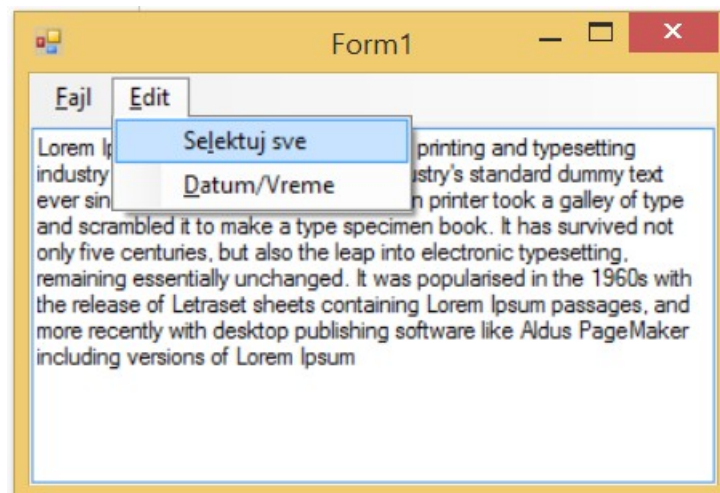 Form1
Fajl Edit
Selektuj sve
Datum/Vreme
Lorem printing and typesetting
industry standard dummy text
ever printer took a galley of type
and scrambled it to make a type specimen book. It has survived not
only five centuries, but also the leap into electronic typesetting,
remaining essentially unchanged. It was popularised in the 1960s with
the release of Letraset sheets containing Lorem Ipsum passages, and
more recently with desktop publishing software like Aldus PageMaker
including versions of Lorem Ipsum